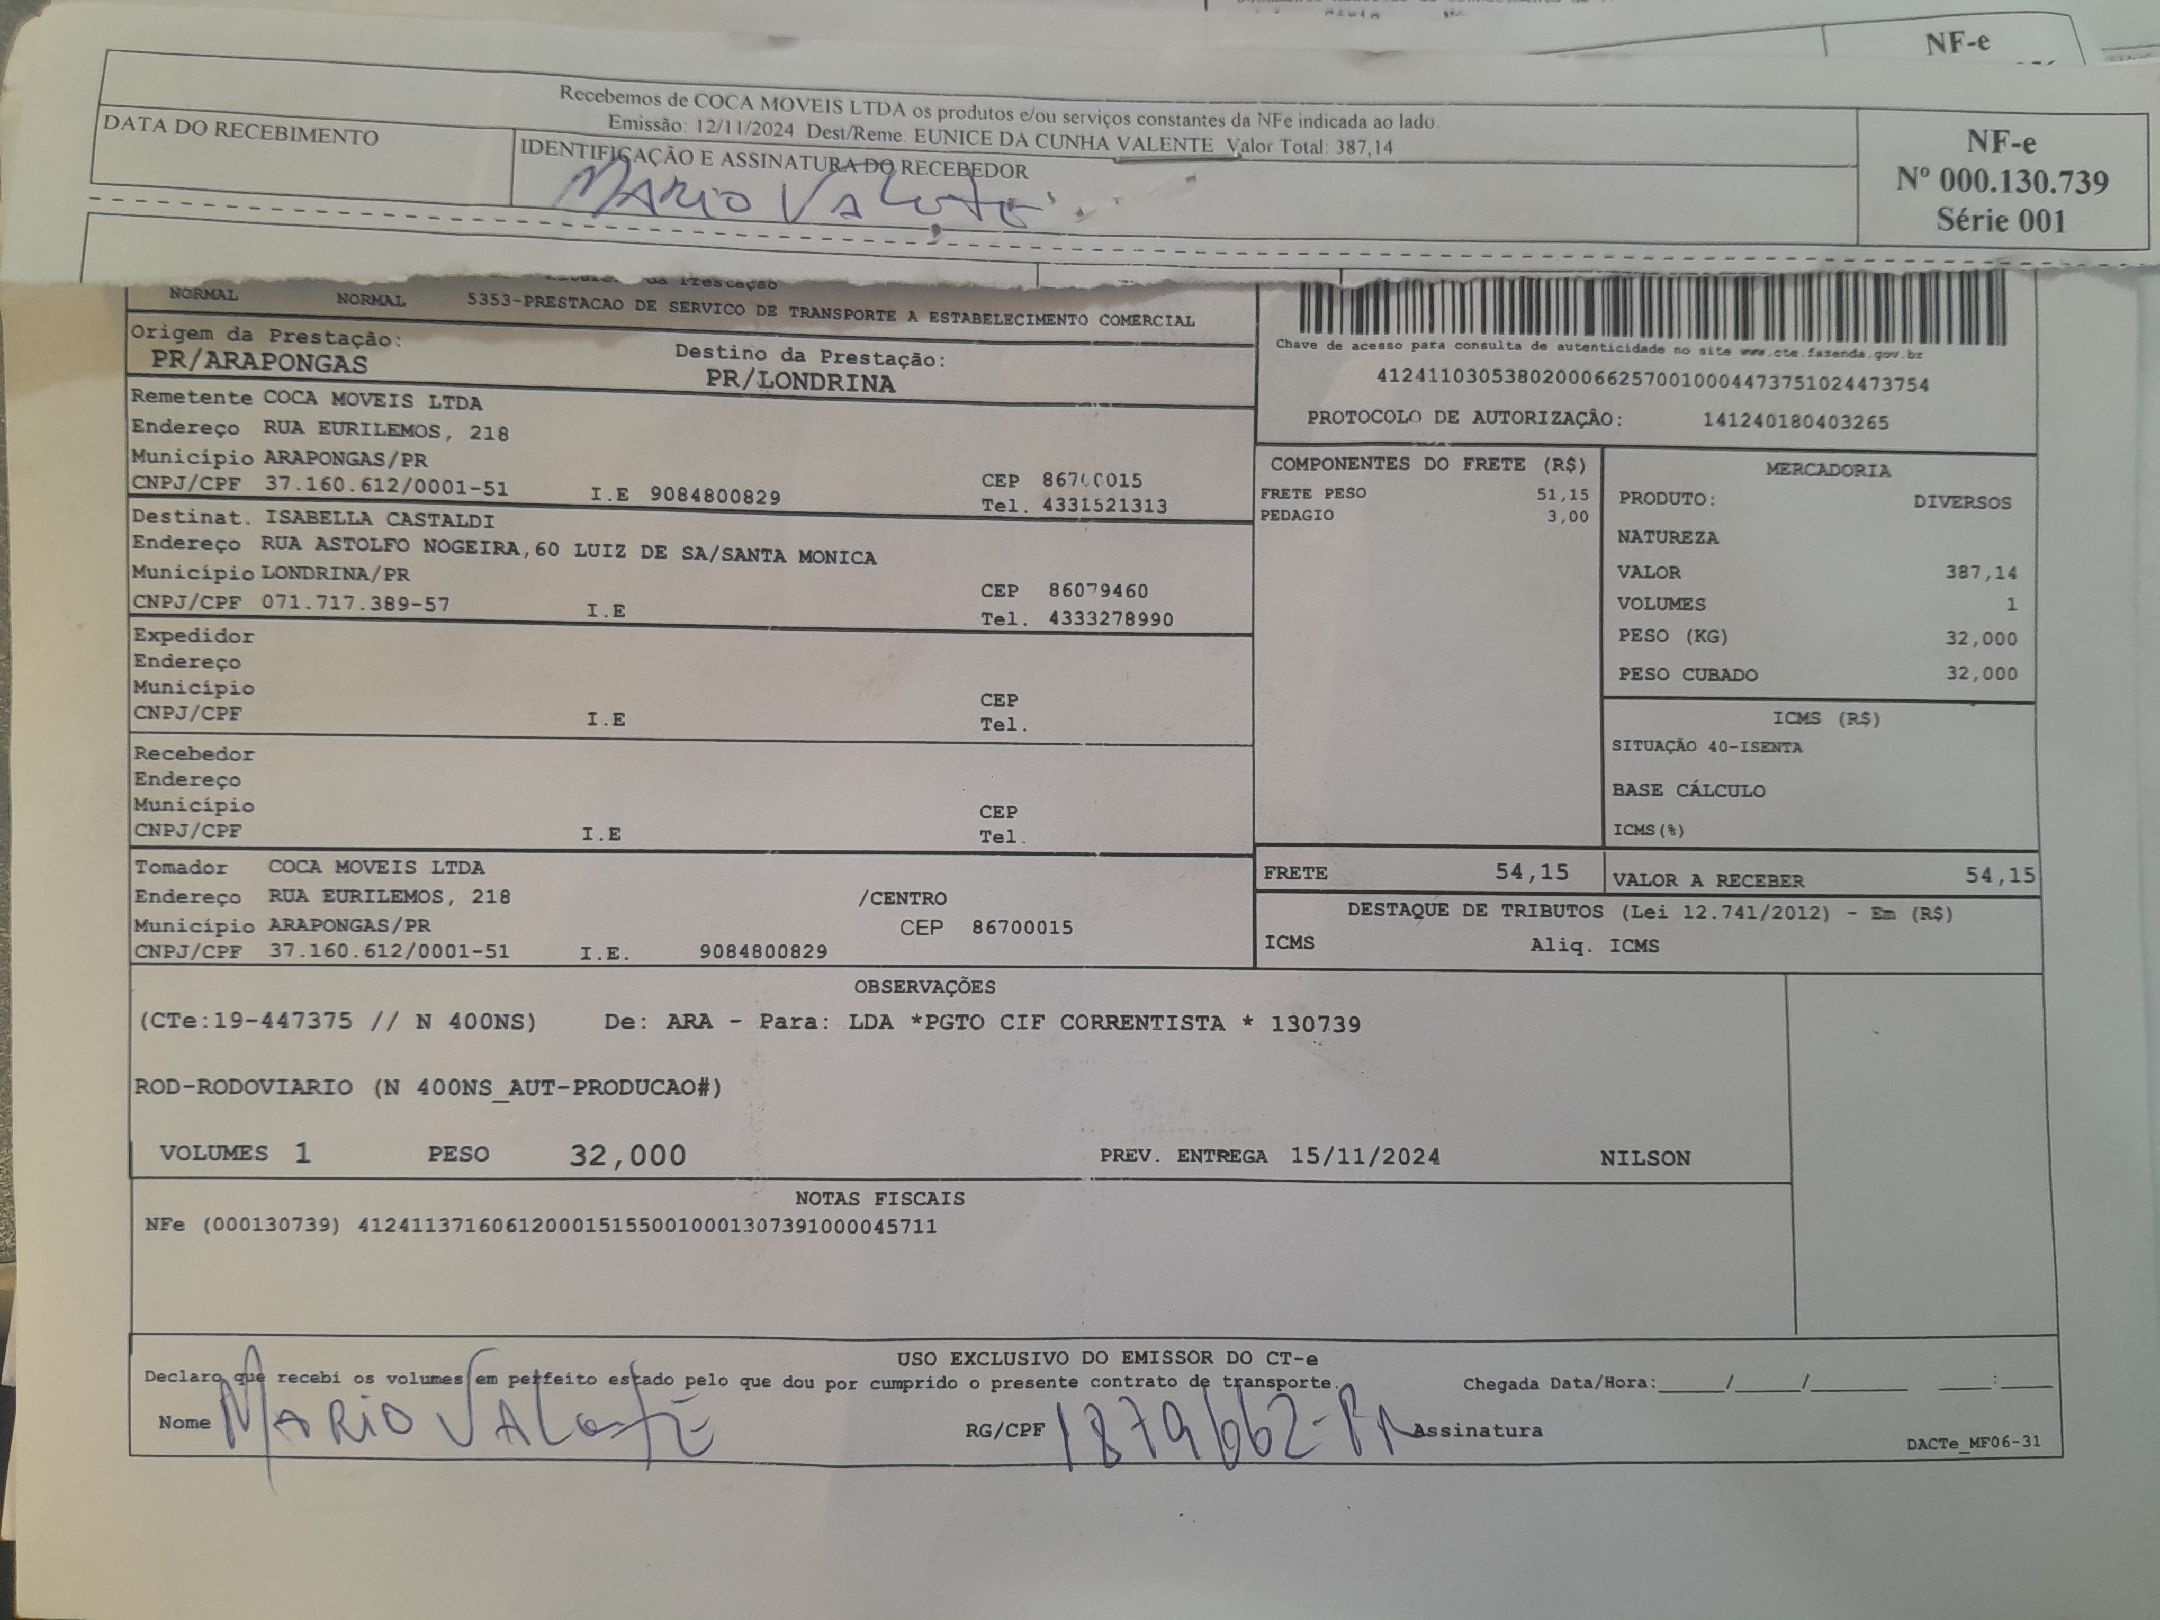 NF-e
Recebemos de COCA MOVEIS LTDA os produtos e/ou serviços constantes da NFe indicada ao lado.
Emissão: 12/11/2024 Dest/Reme: EUNICE DA CUNHA VALENTE Valor Total: 387,14
DATA DO RECEBIMENTO
IDENTIFICAÇÃO E ASSINATURA DO RECEBEDOR
MARIO VALENTE
NF-e
Nº 000.130.739
Série 001
NORMAL NORMAL 5353-PRESTACAO DE SERVICO DE TRANSPORTE A ESTABELECIMENTO COMERCIAL
Origem da Prestação: Destino da Prestação:
PR/ARAPONGAS PR/LONDRINA
Chave de acesso para consulta de autenticidade no site www.cte.fazenda.gov.br
41241103053802000662570010004473751024473754
PROTOCOLO DE AUTORIZAÇÂO: 141240180403265
Remetente COCA MOVEIS LTDA
Endereço RUA EURILEMOS, 218
Município ARAPONGAS/PR CEP 86700015
CNPJ/CPF 37.160.612/0001-51 I.E 9084800829 Tel. 4331521313
Destinat. ISABELLA CASTALDI
Endereço RUA ASTOLFO NOGEIRA,60 LUIZ DE SA/SANTA MONICA
Município LONDRINA/PR CEP 86079460
CNPJ/CPF 071.717.389-57 I.E Tel. 4333278990
Expedidor
Endereço
Município CEP
CNPJ/CPF I.E Tel.
Recebedor
Endereço
Município CEP
CNPJ/CPF I.E Tel.
Tomador COCA MOVEIS LTDA
Endereço RUA EURILEMOS, 218 /CENTRO
Município ARAPONGAS/PR CEP 86700015
CNPJ/CPF 37.160.612/0001-51 I.E. 9084800829
COMPONENTES DO FRETE (R$)
FRETE PESO 51,15
PEDAGIO 3,00
MERCADORIA
PRODUTO: DIVERSOS
NATUREZA
VALOR 387,14
VOLUMES 1
PESO (KG) 32,000
PESO CUBADO 32,000
ICMS (R$)
SITUAÇÃO 40-ISENTA
BASE CÁLCULO
ICMS(%)
FRETE 54,15 VALOR A RECEBER 54,15
DESTAQUE DE TRIBUTOS (Lei 12.741/2012) - Em (R$)
ICMS Aliq. ICMS
OBSERVAÇÕES
(CTe:19-447375 // N 400NS) De: ARA - Para: LDA *PGTO CIF CORRENTISTA * 130739
ROD-RODOVIARIO (N 400NS_AUT-PRODUCAO#)
VOLUMES 1 PESO 32,000 PREV. ENTREGA 15/11/2024 NILSON
NOTAS FISCAIS
NFe (000130739) 41241137160612000151550010001307391000045711
USO EXCLUSIVO DO EMISSOR DO CT-e
Declaro que recebi os volumes em perfeito estado pelo que dou por cumprido o presente contrato de transporte. Chegada Data/Hora:_____/_____/_______ ____:____
Nome MARIO VALENTE RG/CPF 1879662-PR Assinatura
DACTe_MF06-31